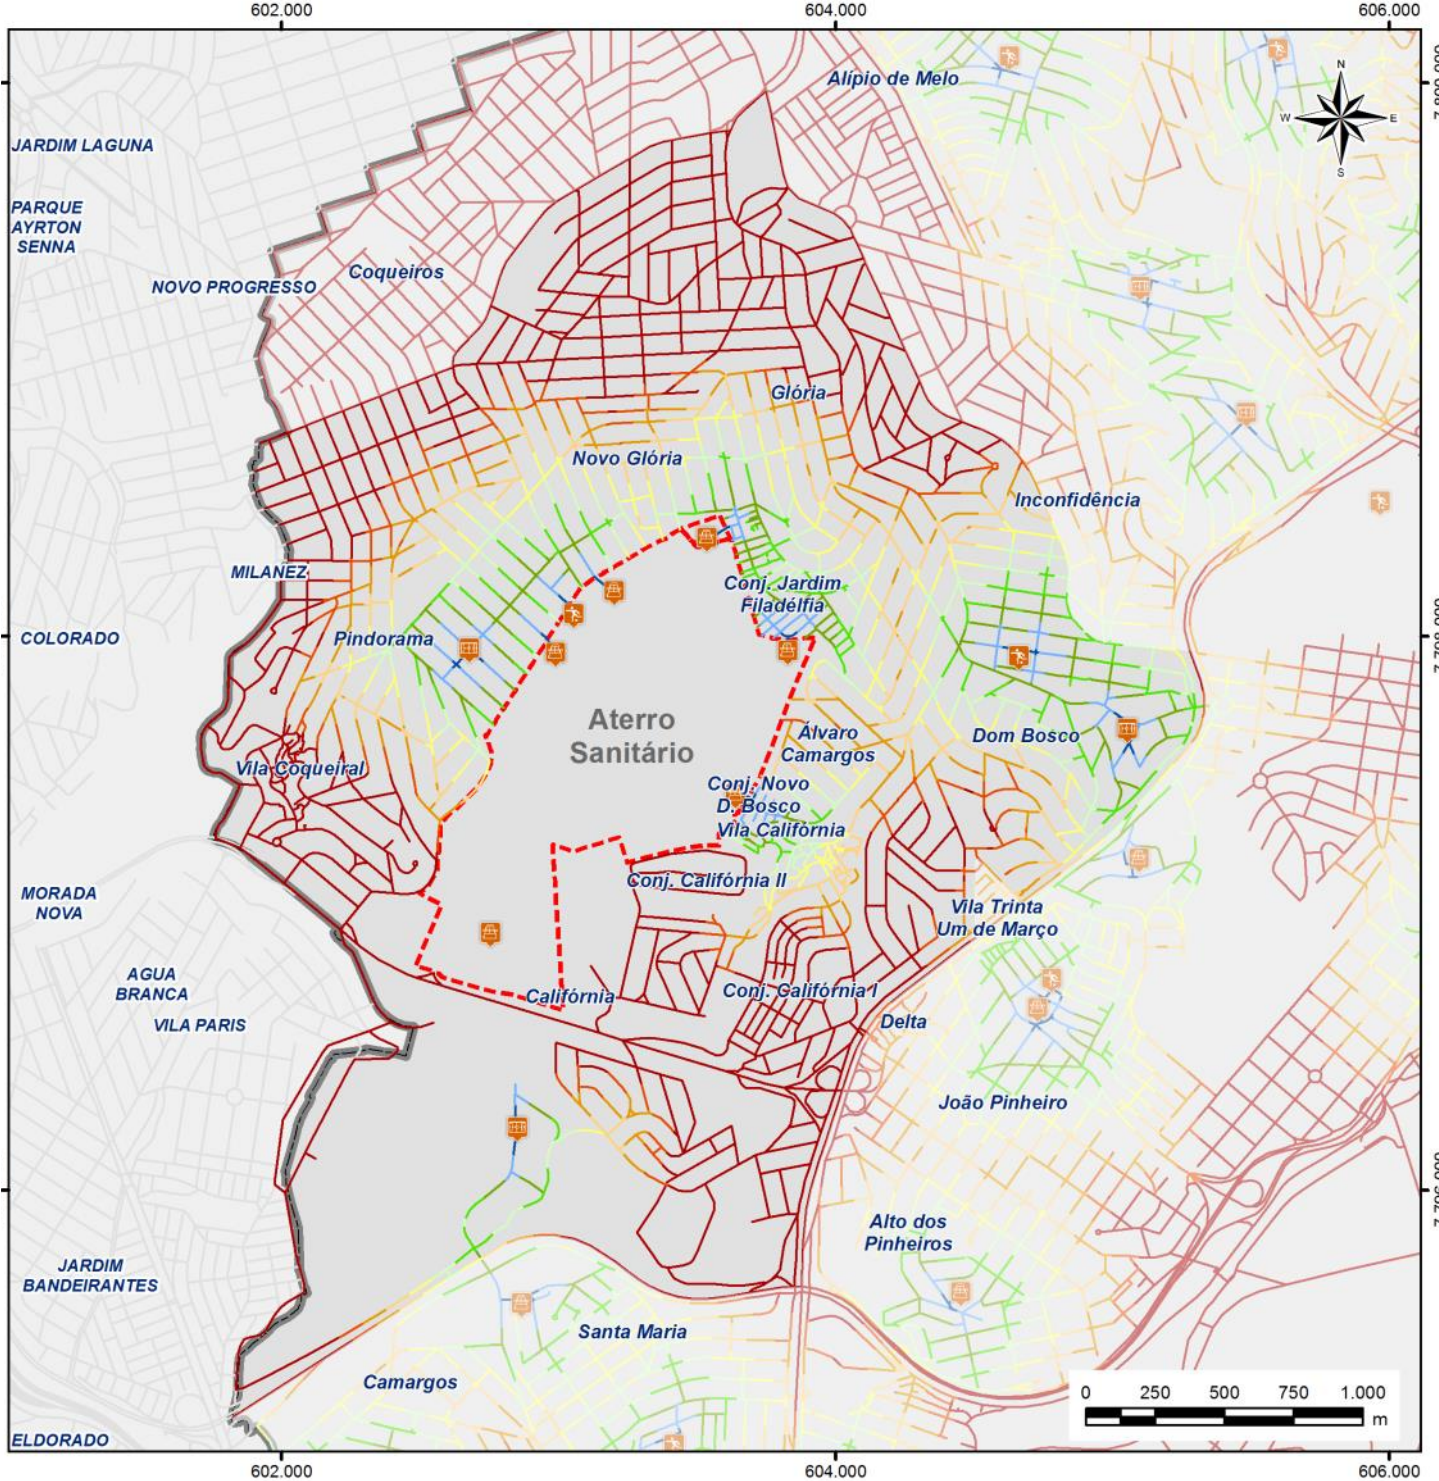 602.000
604.000
606.000
Alípio de Melo
N
W
E
S
JARDIM LAGUNA
PARQUE
AYRTON
SENNA
NOVO PROGRESSO
Coqueiros
Glória
Novo Glória
Inconfidência
MILANEZ
Conj. Jardim
Filadélfia
COLORADO
Pindorama
Aterro
Sanitário
Álvaro
Camargos
Dom Bosco
Vila Coqueiral
Conj. Novo
D. Bosco
Vila Califórnia
Conj. Califórnia II
MORADA
NOVA
Vila Trinta
Um de Março
AGUA
BRANCA
Califórnia
Conj. Califórnia I
VILA PARIS
Delta
João Pinheiro
Alto dos
Pinheiros
JARDIM
BANDEIRANTES
Santa Maria
Camargos
0 250 500 750 1.000
m
ELDORADO
602.000
604.000
606.000